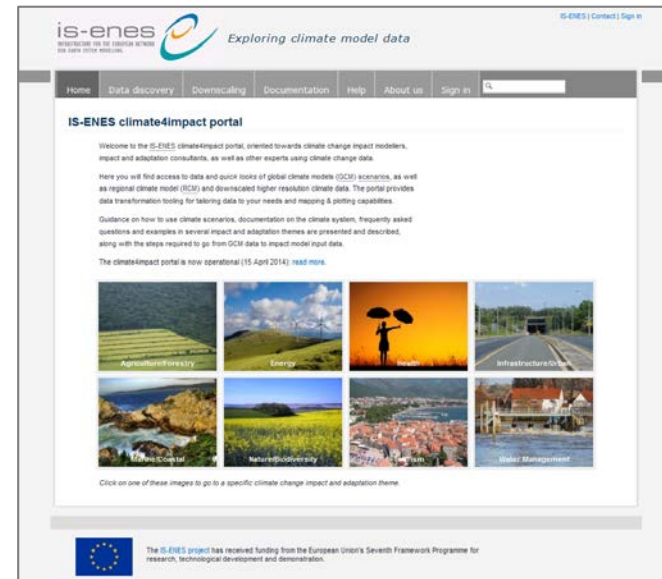 IS-ENES | Contact | Sign in
is-enes
INFRASTRUCTURE FOR THE EUROPEAN NETWORK
FOR EARTH SYSTEM MODELLING
Exploring climate model data
Home Data discovery Downscaling Documentation Help About us Sign in
IS-ENES climate4impact portal
Welcome to the IS-ENES climate4impact portal, oriented towards climate change impact modellers,
impact and adaptation consultants, as well as other experts using climate change data.
Here you will find access to data and quick looks of global climate models (GCM) scenarios, as well
as regional climate model (RCM) and downscaled higher resolution climate data. The portal provides
data transformation tooling for tailoring data to your needs and mapping & plotting capabilities.
Guidance on how to use climate scenarios, documentation on the climate system, frequently asked
questions and examples in several impact and adaptation themes are presented and described,
along with the steps required to go from GCM data to impact model input data.
The climate4impact portal is now operational (15 April 2014): read more.
Agriculture/Forestry Energy Health Infrastructure/Urban
Marine/Coastal Nature/Biodiversity Tourism Water Management
Click on one of these images to go to a specific climate change impact and adaptation theme.
The IS-ENES project has received funding from the European Union's Seventh Framework Programme for
research, technological development and demonstration.